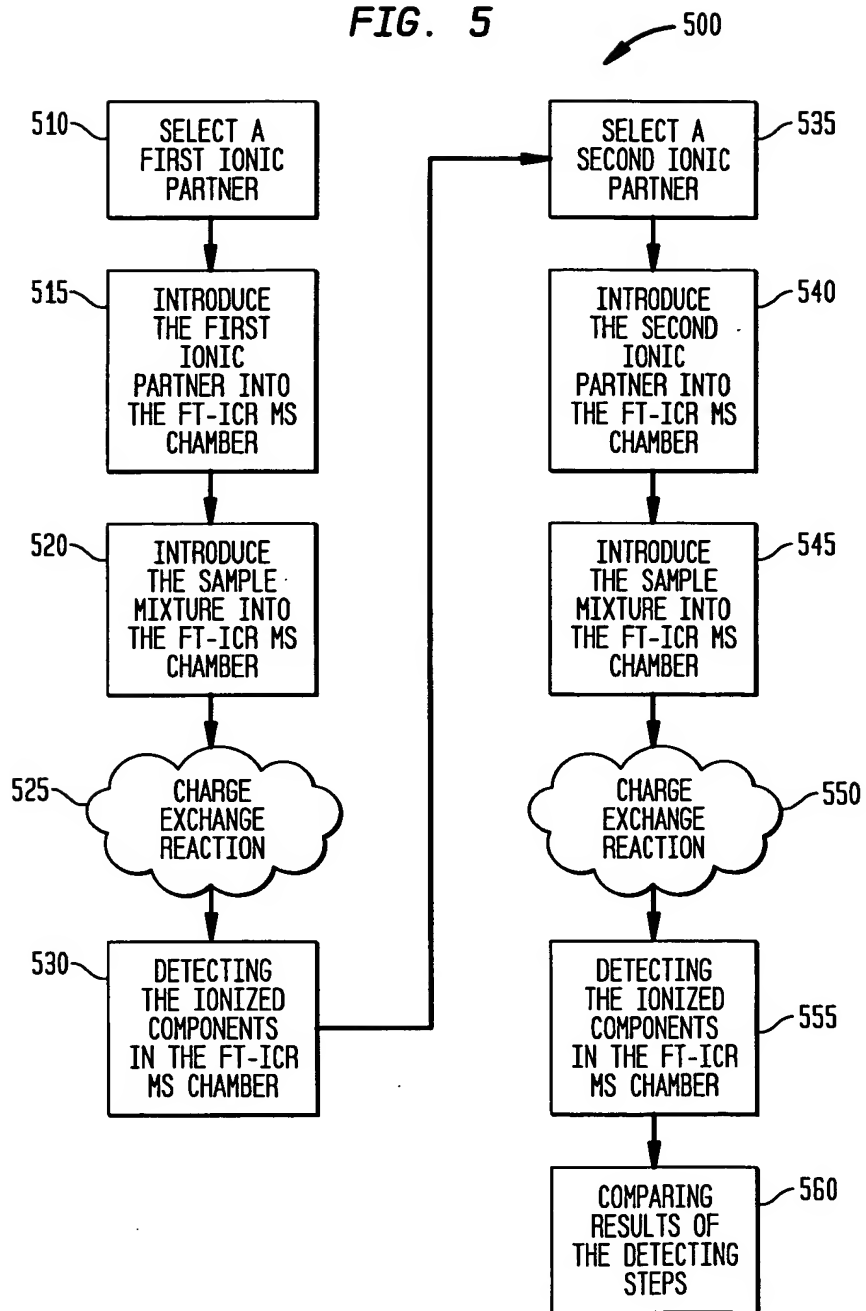 FIG. 5
500
510
SELECT A
FIRST IONIC
PARTNER
515
INTRODUCE
THE FIRST
IONIC
PARTNER INTO
THE FT-ICR MS
CHAMBER
520
INTRODUCE
THE SAMPLE
MIXTURE INTO
THE FT-ICR MS
CHAMBER
525
CHARGE
EXCHANGE
REACTION
530
DETECTING
THE IONIZED
COMPONENTS
IN THE FT-ICR
MS CHAMBER
SELECT A
SECOND IONIC
PARTNER
535
INTRODUCE
THE SECOND
IONIC
PARTNER INTO
THE FT-ICR MS
CHAMBER
540
INTRODUCE
THE SAMPLE
MIXTURE INTO
THE FT-ICR MS
CHAMBER
545
CHARGE
EXCHANGE
REACTION
550
DETECTING
THE IONIZED
COMPONENTS
IN THE FT-ICR
MS CHAMBER
555
COMPARING
RESULTS OF
THE DETECTING
STEPS
560